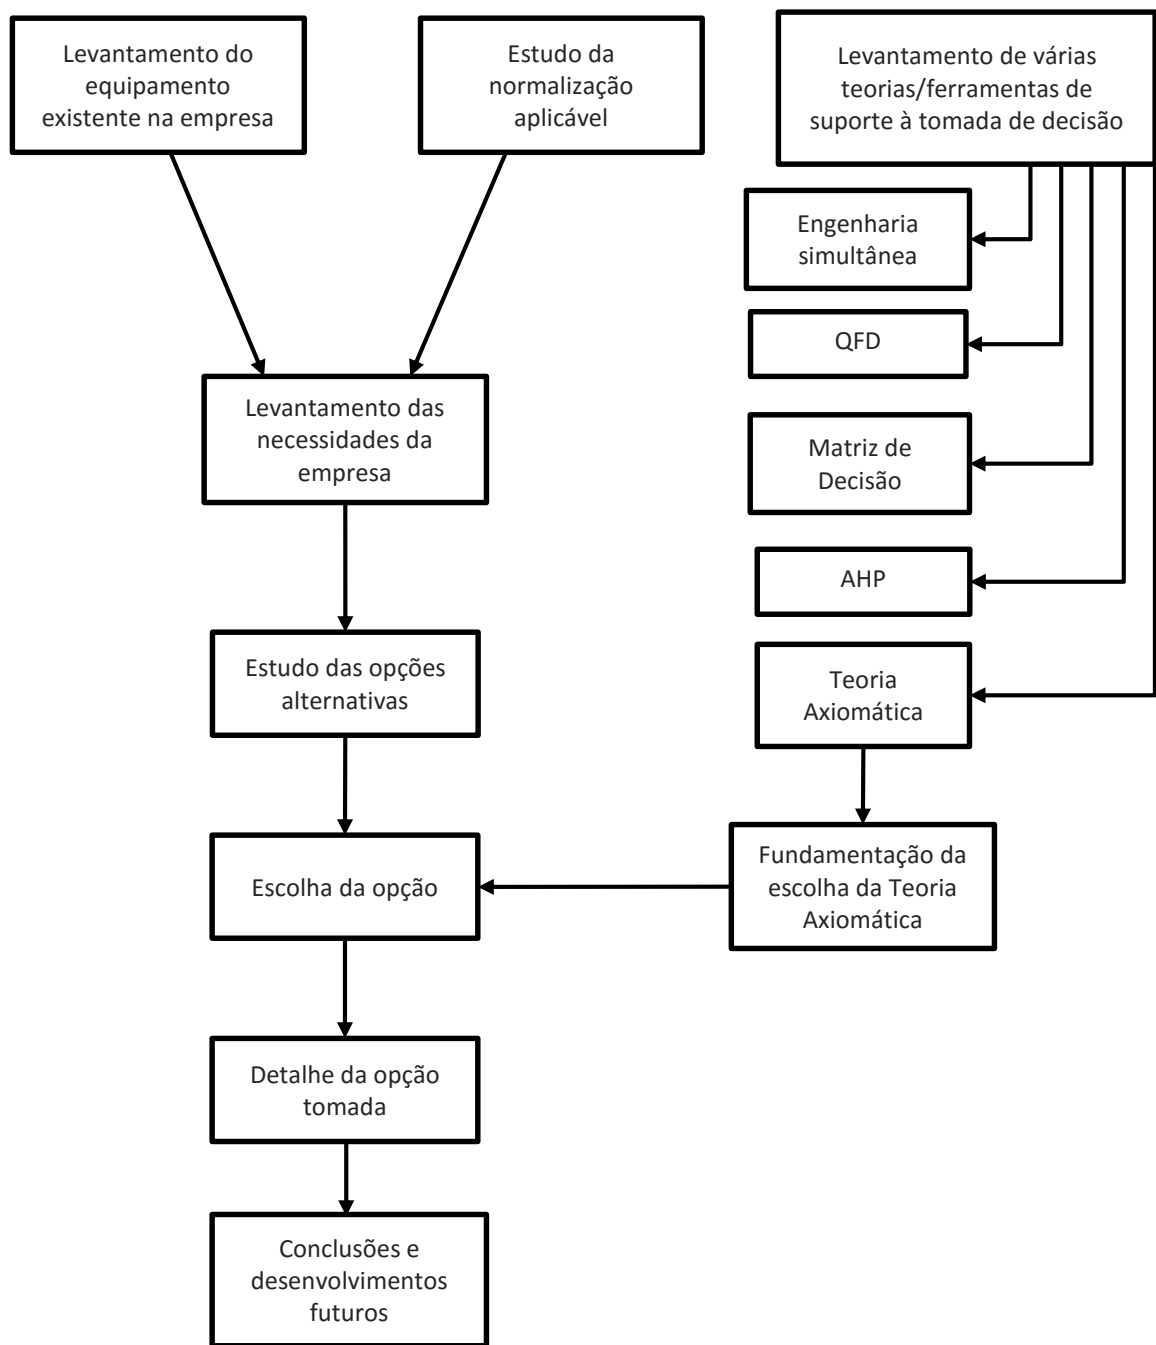 Levantamento do
equipamento
existente na empresa
Estudo da
normalização
aplicável
Levantamento de várias
teorias/ferramentas de
suporte à tomada de decisão
Engenharia
simultânea
QFD
Levantamento das
necessidades da
empresa
Matriz de
Decisão
AHP
Estudo das opções
alternativas
Teoria
Axiomática
Escolha da opção
Fundamentação da
escolha da Teoria
Axiomática
Detalhe da opção
tomada
Conclusões e
desenvolvimentos
futuros